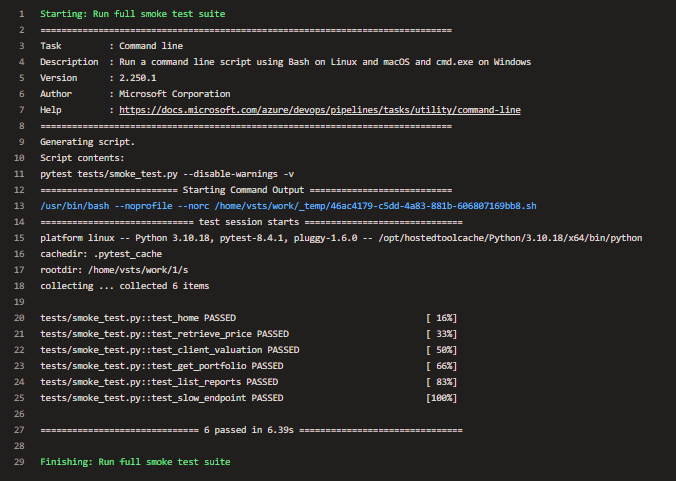 1 Starting: Run full smoke test suite
2 ==============================================================================
3 Task         : Command line
4 Description  : Run a command line script using Bash on Linux and macOS and cmd.exe on Windows
5 Version      : 2.250.1
6 Author       : Microsoft Corporation
7 Help         : https://docs.microsoft.com/azure/devops/pipelines/tasks/utility/command-line
8 ==============================================================================
9 Generating script.
10 Script contents:
11 pytest tests/smoke_test.py --disable-warnings -v
12 ========================== Starting Command Output ===========================
13 /usr/bin/bash --noprofile --norc /home/vsts/work/_temp/46ac4179-c5dd-4a83-881b-606807169bb8.sh
14 ============================= test session starts ==============================
15 platform linux -- Python 3.10.18, pytest-8.4.1, pluggy-1.6.0 -- /opt/hostedtoolcache/Python/3.10.18/x64/bin/python
16 cachedir: .pytest_cache
17 rootdir: /home/vsts/work/1/s
18 collecting ... collected 6 items
19
20 tests/smoke_test.py::test_home PASSED                                    [ 16%]
21 tests/smoke_test.py::test_retrieve_price PASSED                          [ 33%]
22 tests/smoke_test.py::test_client_valuation PASSED                        [ 50%]
23 tests/smoke_test.py::test_get_portfolio PASSED                           [ 66%]
24 tests/smoke_test.py::test_list_reports PASSED                            [ 83%]
25 tests/smoke_test.py::test_slow_endpoint PASSED                           [100%]
26
27 ============================== 6 passed in 6.39s ===============================
28
29 Finishing: Run full smoke test suite